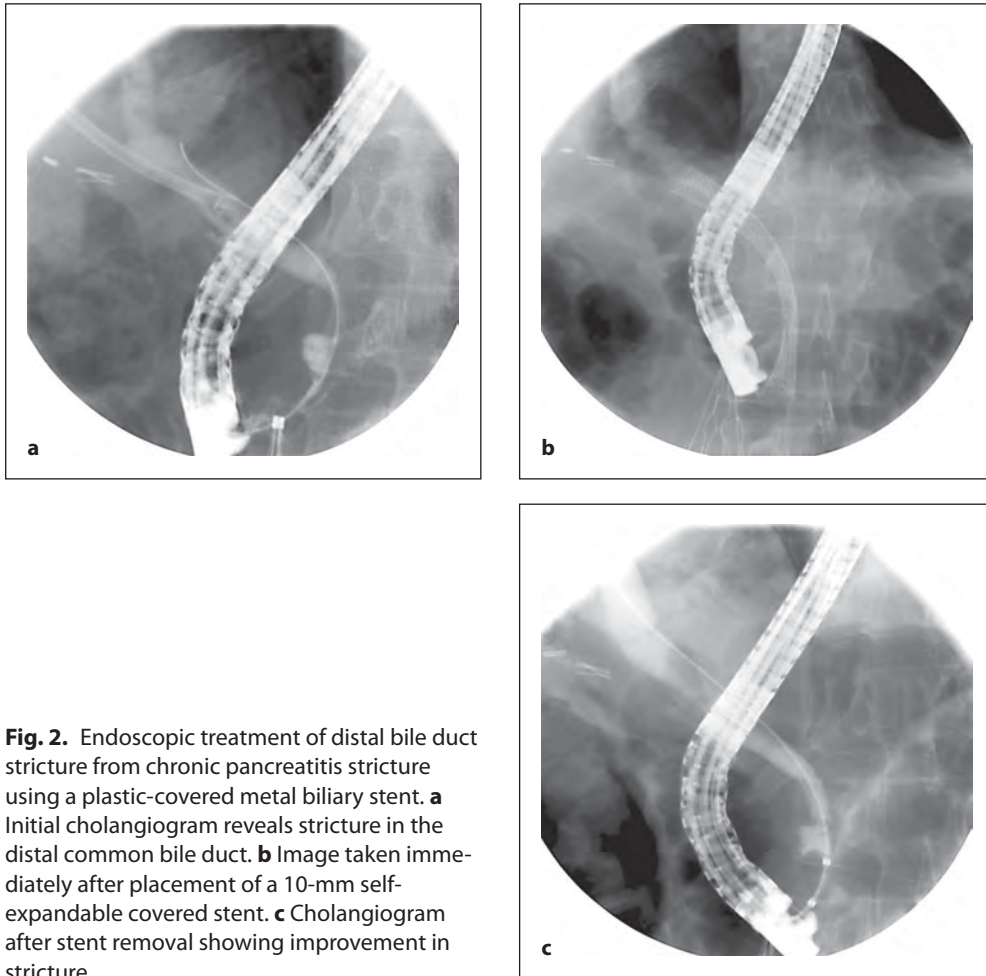 a
b
Fig. 2. Endoscopic treatment of distal bile duct
stricture from chronic pancreatitis stricture
using a plastic-covered metal biliary stent. a
Initial cholangiogram reveals stricture in the
distal common bile duct. b Image taken imme-
diately after placement of a 10-mm self-
expandable covered stent. c Cholangiogram
after stent removal showing improvement in
stricture.
c